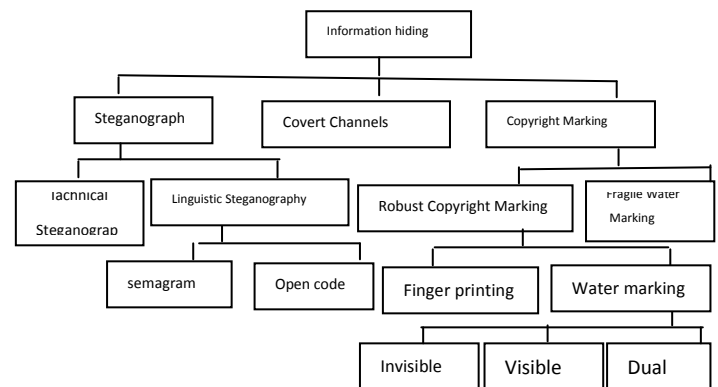 Information hiding
Steganograph
Covert Channels
Copyright Marking
Tachnical
Steganograp
Linguistic Steganography
Robust Copyright Marking
Fragile Water
Marking
semagram
Open code
Finger printing
Water marking
Invisible
Visible
Dual